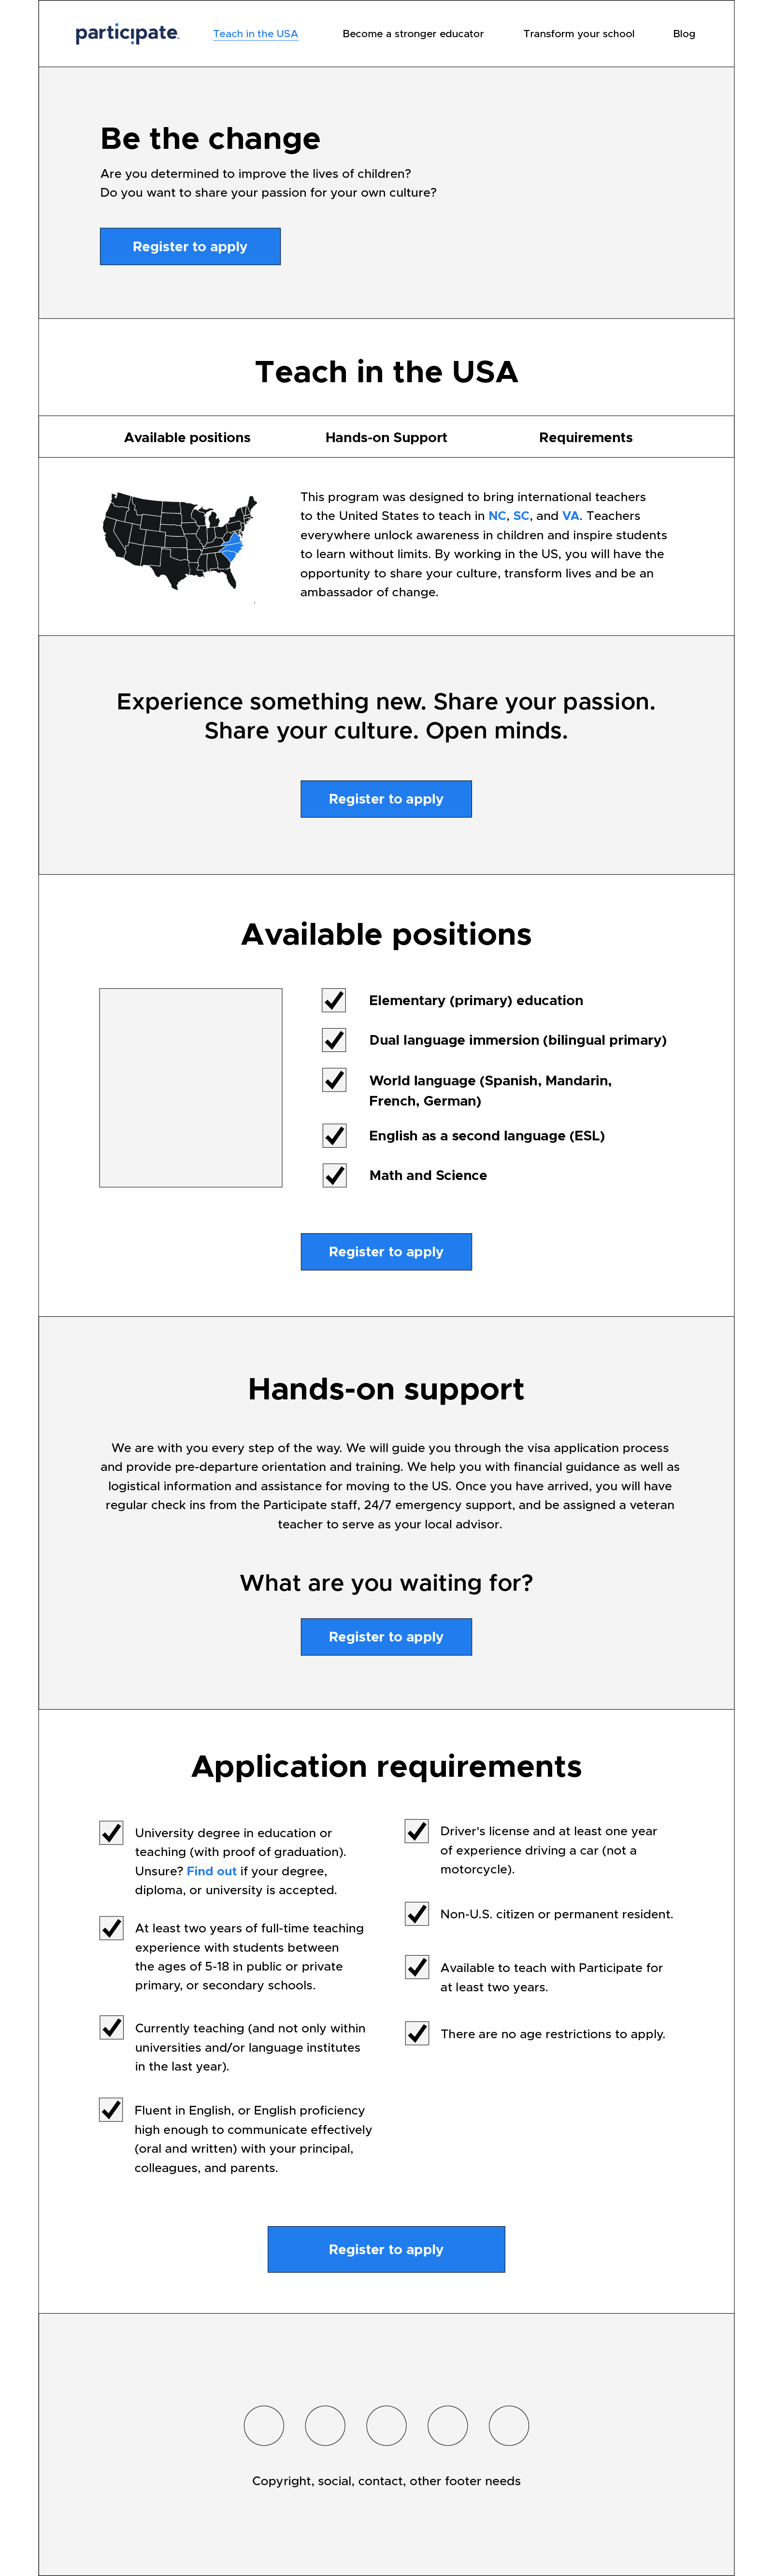 participate
Teach in the USA
Become a stronger educator
Transform your school
Blog
Be the change
Are you determined to improve the lives of children?
Do you want to share your passion for your own culture?
Register to apply
Teach in the USA
Available positions
Hands-on Support
Requirements
This program was designed to bring international teachers
to the United States to teach in NC, SC, and VA. Teachers
everywhere unlock awareness in children and inspire students
to learn without limits. By working in the US, you will have the
opportunity to share your culture, transform lives and be an
ambassador of change.
Experience something new. Share your passion.
Share your culture. Open minds.
Register to apply
Available positions
Elementary (primary) education
Dual language immersion (bilingual primary)
World language (Spanish, Mandarin,
French, German)
English as a second language (ESL)
Math and Science
Register to apply
Hands-on support
We are with you every step of the way. We will guide you through the visa application process
and provide pre-departure orientation and training. We help you with financial guidance as well as
logistical information and assistance for moving to the US. Once you have arrived, you will have
regular check ins from the Participate staff, 24/7 emergency support, and be assigned a veteran
teacher to serve as your local advisor.
What are you waiting for?
Register to apply
Application requirements
University degree in education or
teaching (with proof of graduation).
Unsure? Find out if your degree,
diploma, or university is accepted.
At least two years of full-time teaching
experience with students between
the ages of 5-18 in public or private
primary, or secondary schools.
Currently teaching (and not only within
universities and/or language institutes
in the last year).
Fluent in English, or English proficiency
high enough to communicate effectively
(oral and written) with your principal,
colleagues, and parents.
Driver's license and at least one year
of experience driving a car (not a
motorcycle).
Non-U.S. citizen or permanent resident.
Available to teach with Participate for
at least two years.
There are no age restrictions to apply.
Register to apply
Copyright, social, contact, other footer needs